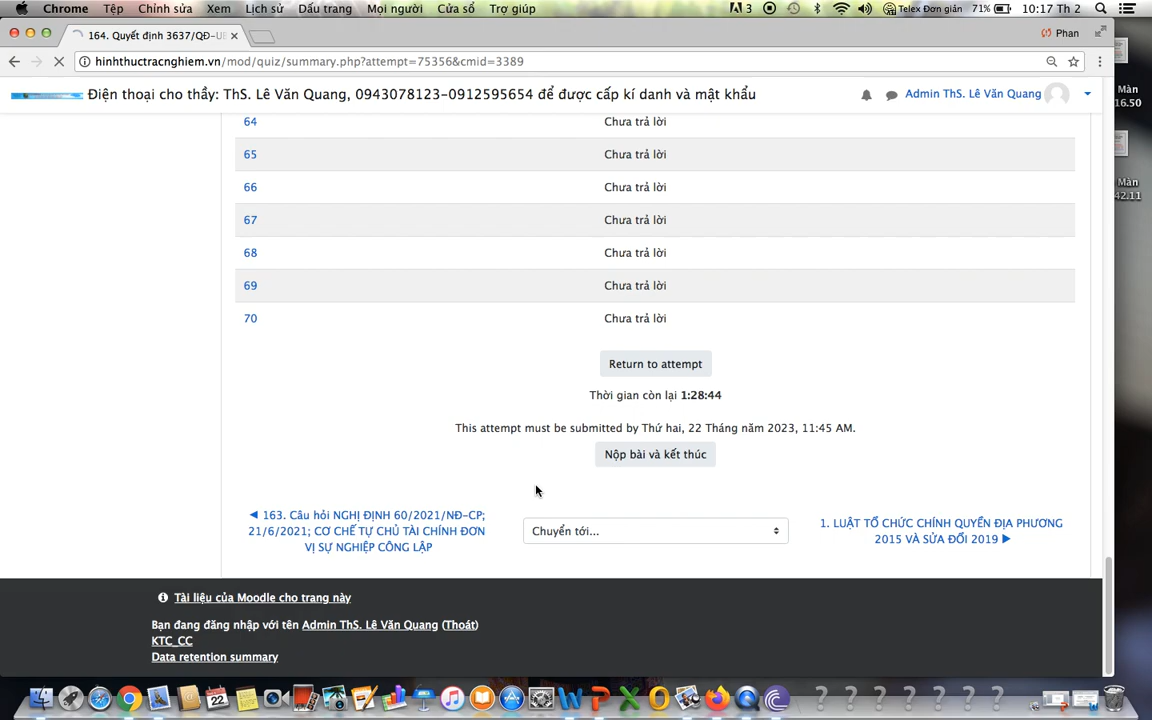 Chrome Tệp Chỉnh sửa Xem Lịch sử Dấu trang Mọi người Cửa sổ Trợ giúp 3 Telex Đơn giản 71% 10:17 Th 2
164. Quyết định 3637/QĐ-UB Phan
hinhthuctracnghiem.vn/mod/quiz/summary.php?attempt=75356&cmid=3389
Điện thoại cho thầy: ThS. Lê Văn Quang, 0943078123-0912595654 để được cấp kí danh và mật khẩu Admin ThS. Lê Văn Quang
Màn
16.50
64 Chưa trả lời
65 Chưa trả lời
66 Chưa trả lời
Màn
42.11
67 Chưa trả lời
68 Chưa trả lời
69 Chưa trả lời
70 Chưa trả lời
Return to attempt
Thời gian còn lại 1:28:44
This attempt must be submitted by Thứ hai, 22 Tháng năm 2023, 11:45 AM.
Nộp bài và kết thúc
◀ 163. Câu hỏi NGHỊ ĐỊNH 60/2021/NĐ-CP;
21/6/2021; CƠ CHẾ TỰ CHỦ TÀI CHÍNH ĐƠN
VỊ SỰ NGHIỆP CÔNG LẬP
Chuyển tới...
1. LUẬT TỔ CHỨC CHÍNH QUYỀN ĐỊA PHƯƠNG
2015 VÀ SỬA ĐỔI 2019 ▶
Tài liệu của Moodle cho trang này
Bạn đang đăng nhập với tên Admin ThS. Lê Văn Quang (Thoát)
KTC_CC
Data retention summary